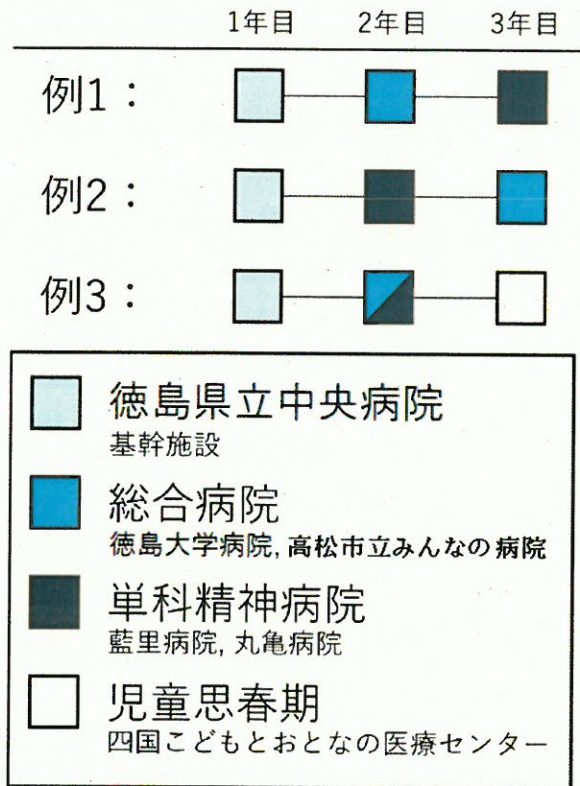 1年目 2年目 3年目
例1：
例2：
例3：
徳島県立中央病院
基幹施設
総合病院
徳島大学病院, 高松市立みんなの病院
単科精神病院
藍里病院, 丸亀病院
児童思春期
四国こどもとおとなの医療センター